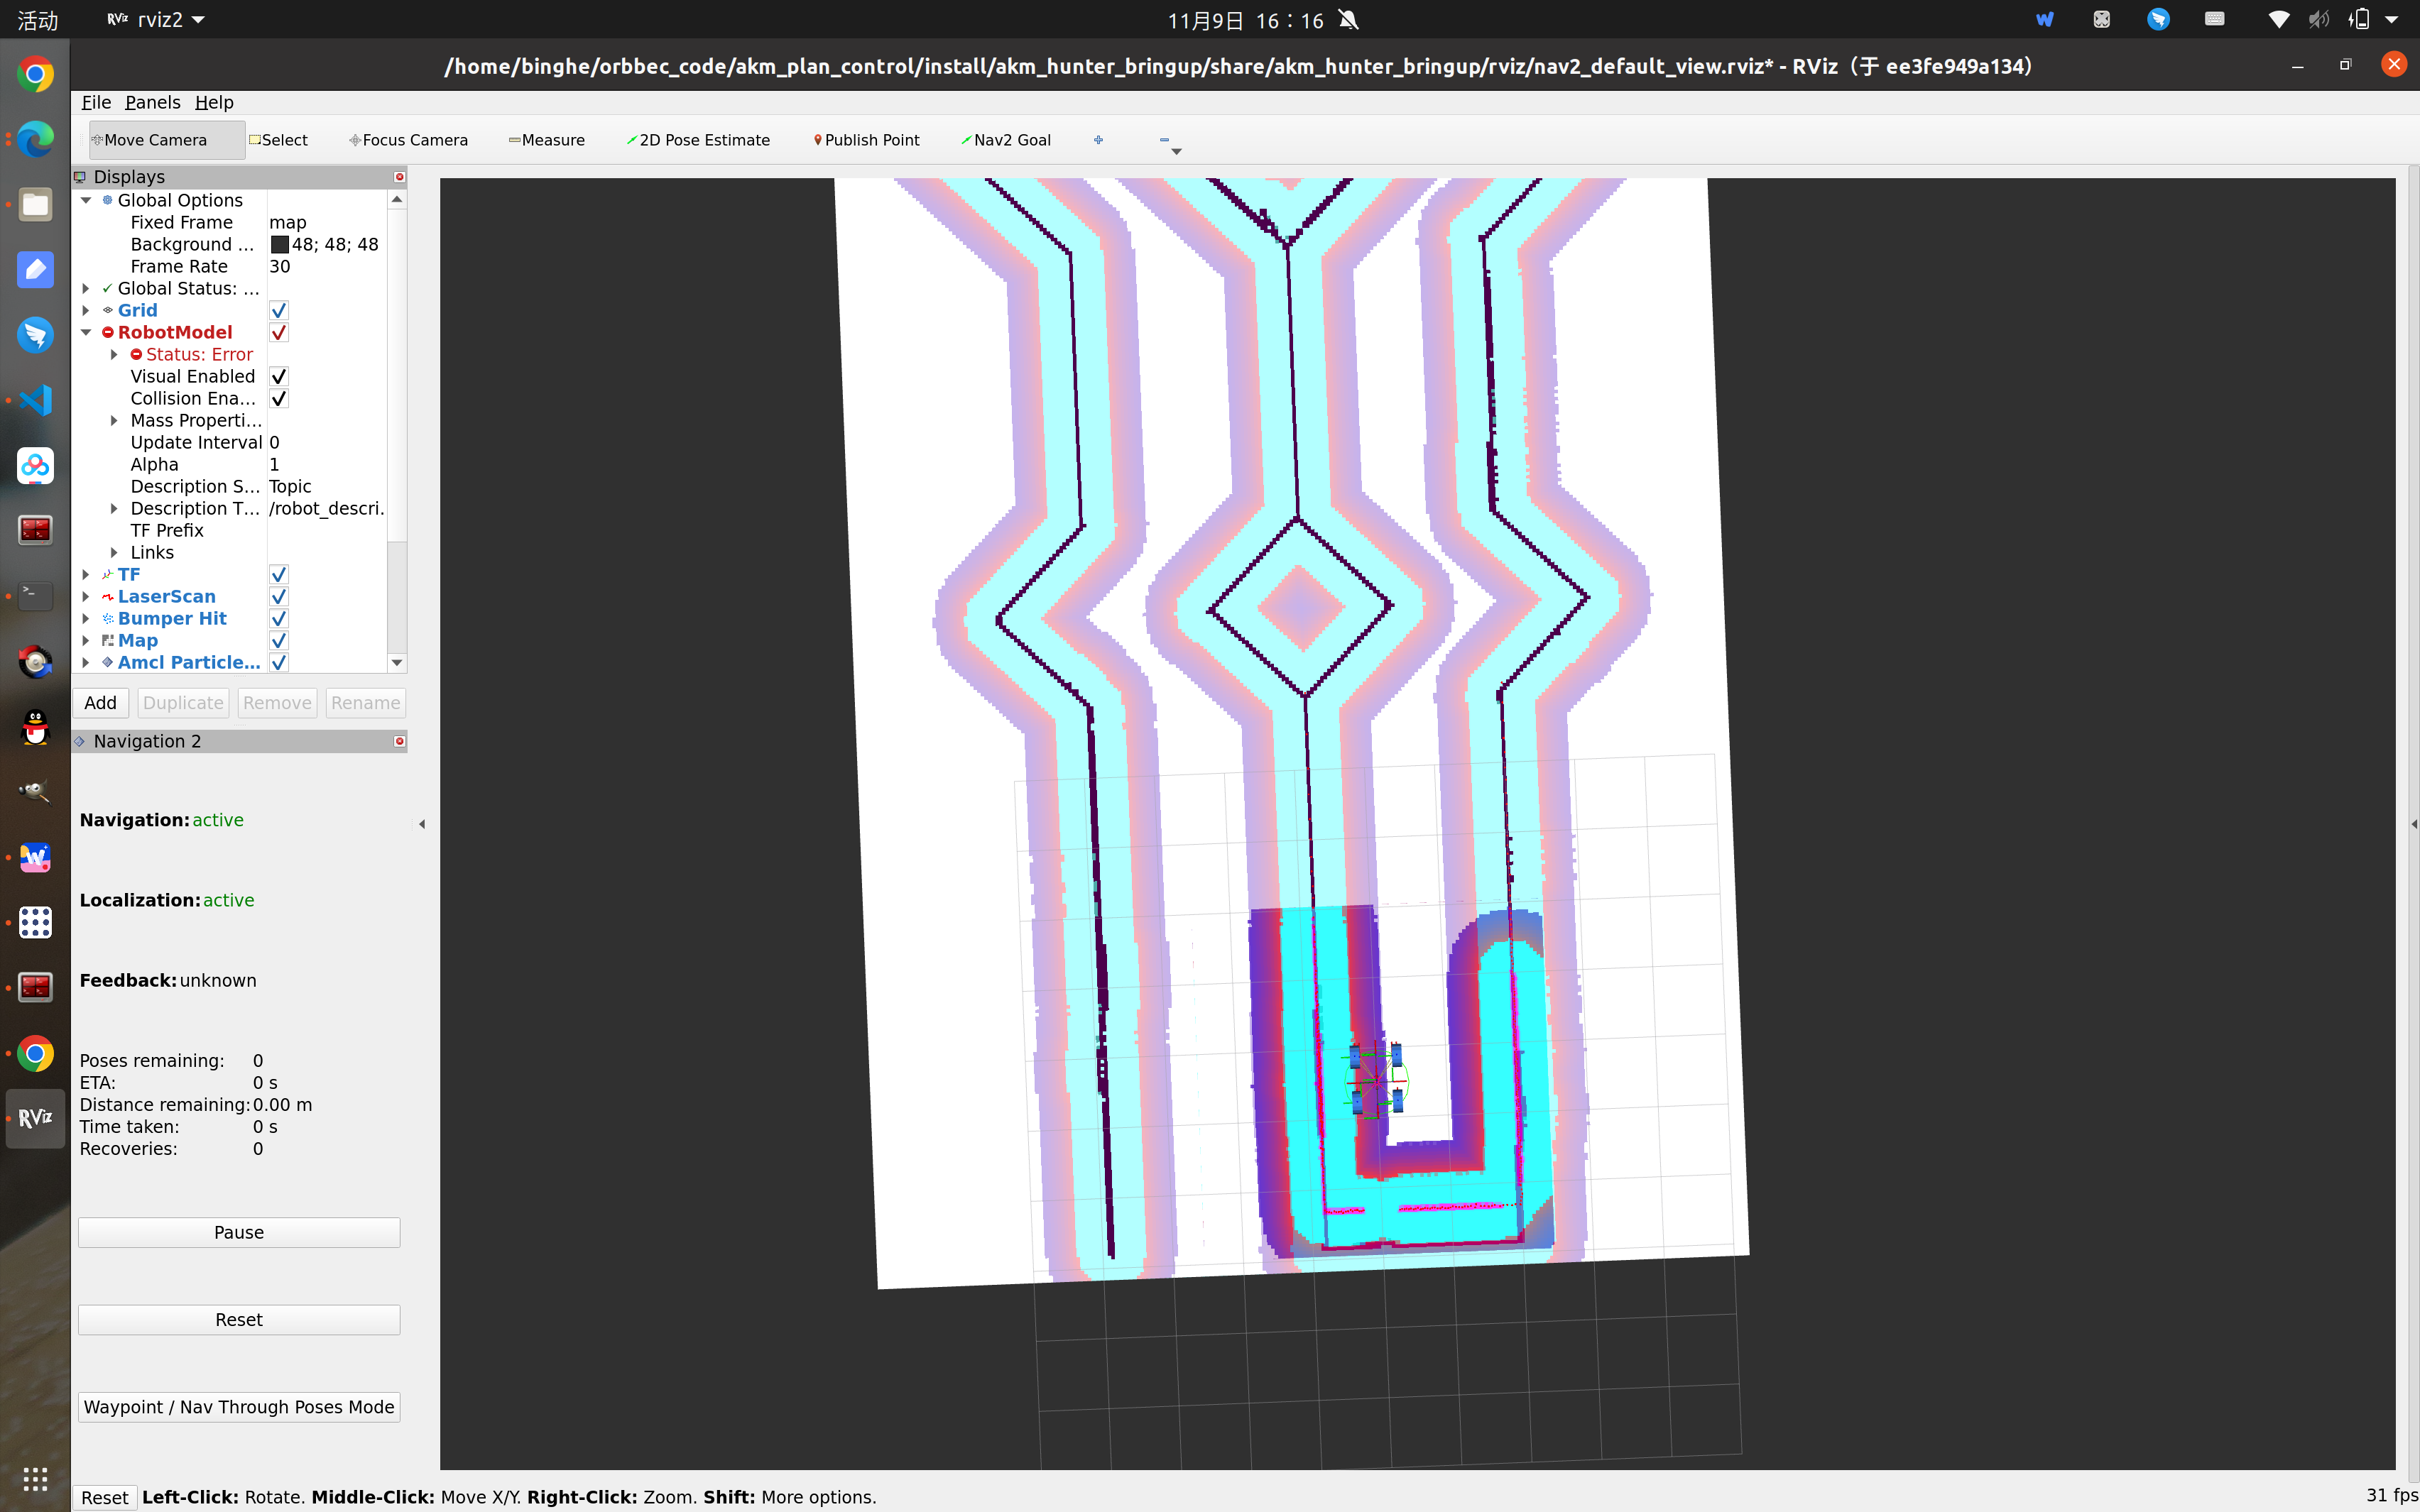 活动 RViz rviz2 11月9日 16：16
/home/binghe/orbbec_code/akm_plan_control/install/akm_hunter_bringup/share/akm_hunter_bringup/rviz/nav2_default_view.rviz* - RViz（于 ee3fe949a134）
File Panels Help
Move Camera Select Focus Camera Measure 2D Pose Estimate Publish Point Nav2 Goal
Displays
Global Options
Fixed Frame map
Background ... 48; 48; 48
Frame Rate 30
Global Status: ...
Grid
RobotModel
Status: Error
Visual Enabled
Collision Ena...
Mass Properti...
Update Interval 0
Alpha 1
Description S... Topic
Description T... /robot_descri.
TF Prefix
Links
TF
LaserScan
Bumper Hit
Map
Amcl Particle...
Add Duplicate Remove Rename
Navigation 2
Navigation: active
Localization: active
Feedback: unknown
Poses remaining: 0
ETA: 0 s
Distance remaining: 0.00 m
Time taken: 0 s
Recoveries: 0
RViz
Pause
Reset
Waypoint / Nav Through Poses Mode
Reset Left-Click: Rotate. Middle-Click: Move X/Y. Right-Click: Zoom. Shift: More options. 31 fps